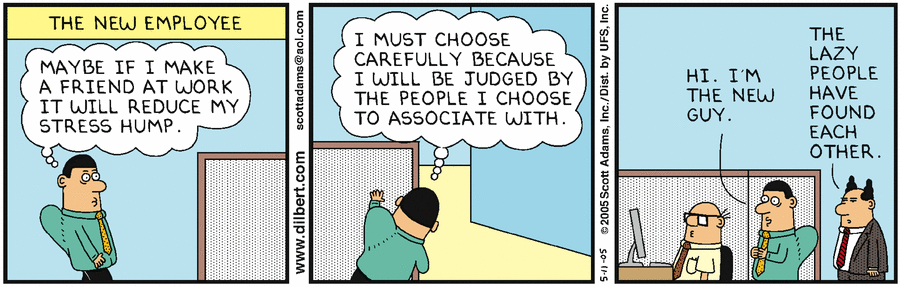 THE NEW EMPLOYEE
MAYBE IF I MAKE
A FRIEND AT WORK
IT WILL REDUCE MY
STRESS HUMP.
scottadams@aol.com
www.dilbert.com
I MUST CHOOSE
CAREFULLY BECAUSE
I WILL BE JUDGED BY
THE PEOPLE I CHOOSE
TO ASSOCIATE WITH.
5-11-05 © 2005 Scott Adams, Inc./Dist. by UFS, Inc.
HI. I'M
THE NEW
GUY.
THE
LAZY
PEOPLE
HAVE
FOUND
EACH
OTHER.